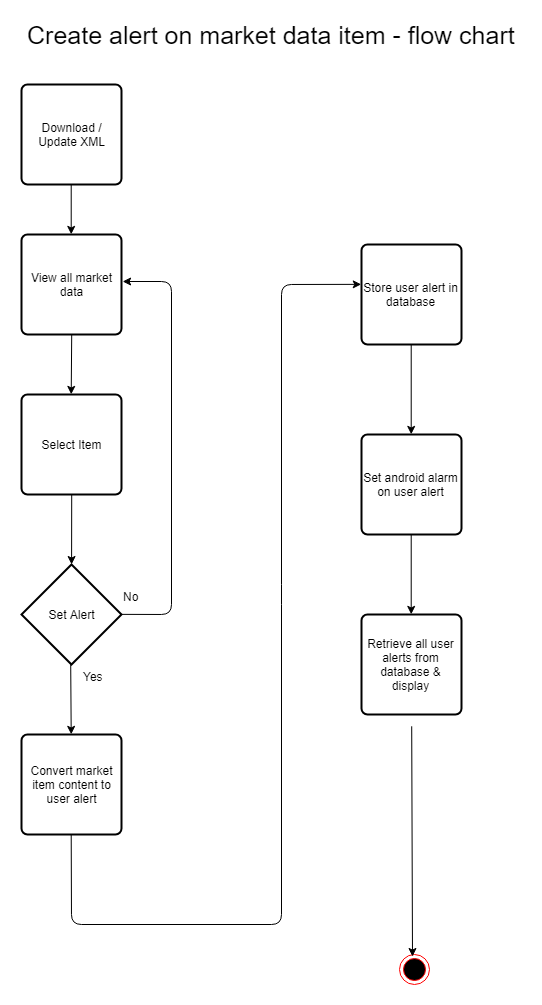 Create alert on market data item - flow chart
Download /
Update XML
View all market
data
Select Item
Set Alert
No
Yes
Convert market
item content to
user alert
Store user alert in
database
Set android alarm
on user alert
Retrieve all user
alerts from
database &
display